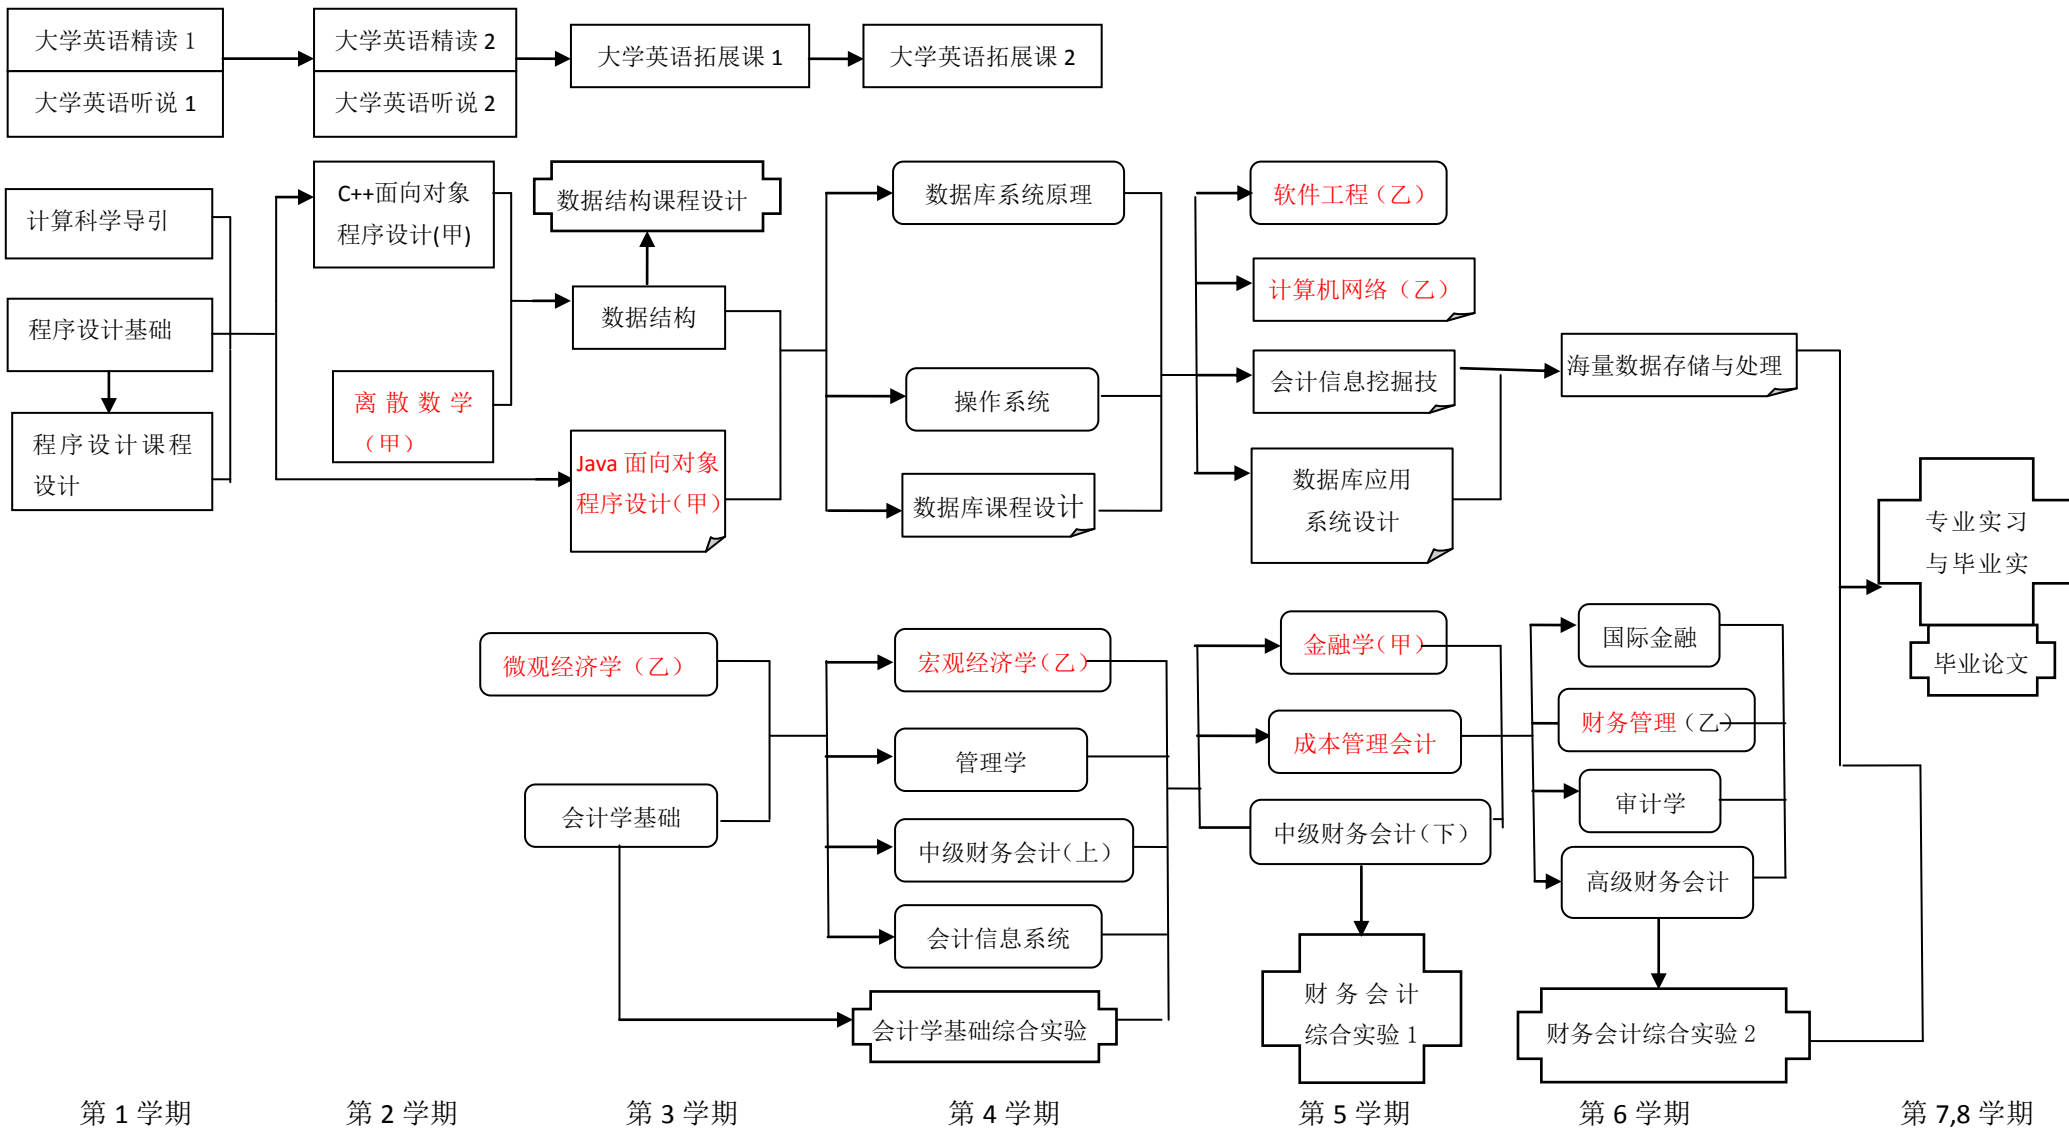 大学英语精读 1
大学英语听说 1
大学英语精读 2
大学英语听说 2
大学英语拓展课 1
大学英语拓展课 2
计算科学导引
程序设计基础
程序设计课程
设计
C++面向对象
程序设计(甲)
离散数学
（甲）
数据结构课程设计
数据结构
Java 面向对象
程序设计（甲）
数据库系统原理
操作系统
数据库课程设计
软件工程（乙）
计算机网络（乙）
会计信息挖掘技
数据库应用
系统设计
海量数据存储与处理
专业实习
与毕业实
毕业论文
微观经济学（乙）
会计学基础
宏观经济学（乙）
管理学
中级财务会计（上）
会计信息系统
会计学基础综合实验
金融学（甲）
成本管理会计
中级财务会计（下）
财务会计
综合实验 1
国际金融
财务管理（乙）
审计学
高级财务会计
财务会计综合实验 2
第 1 学期
第 2 学期
第 3 学期
第 4 学期
第 5 学期
第 6 学期
第 7,8 学期